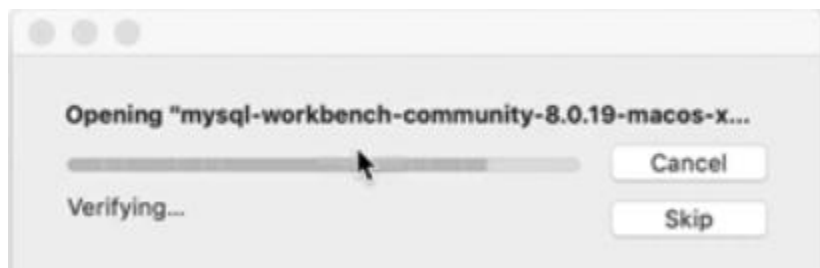 Opening "mysql-workbench-community-8.0.19-macos-x...
Cancel
Verifying...
Skip